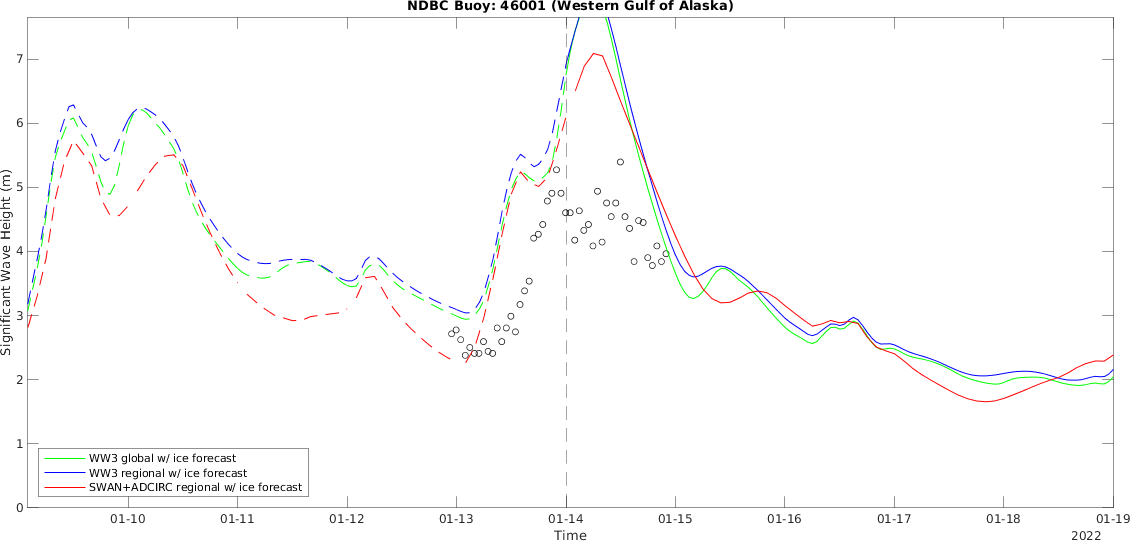 NDBC Buoy: 46001 (Western Gulf of Alaska)
Significant Wave Height (m)
7
6
5
4
3
2
1
0
WW3 global w/ ice forecast
WW3 regional w/ ice forecast
SWAN+ADCIRC regional w/ ice forecast
01-10 01-11 01-12 01-13 01-14 01-15 01-16 01-17 01-18 01-19
Time
2022